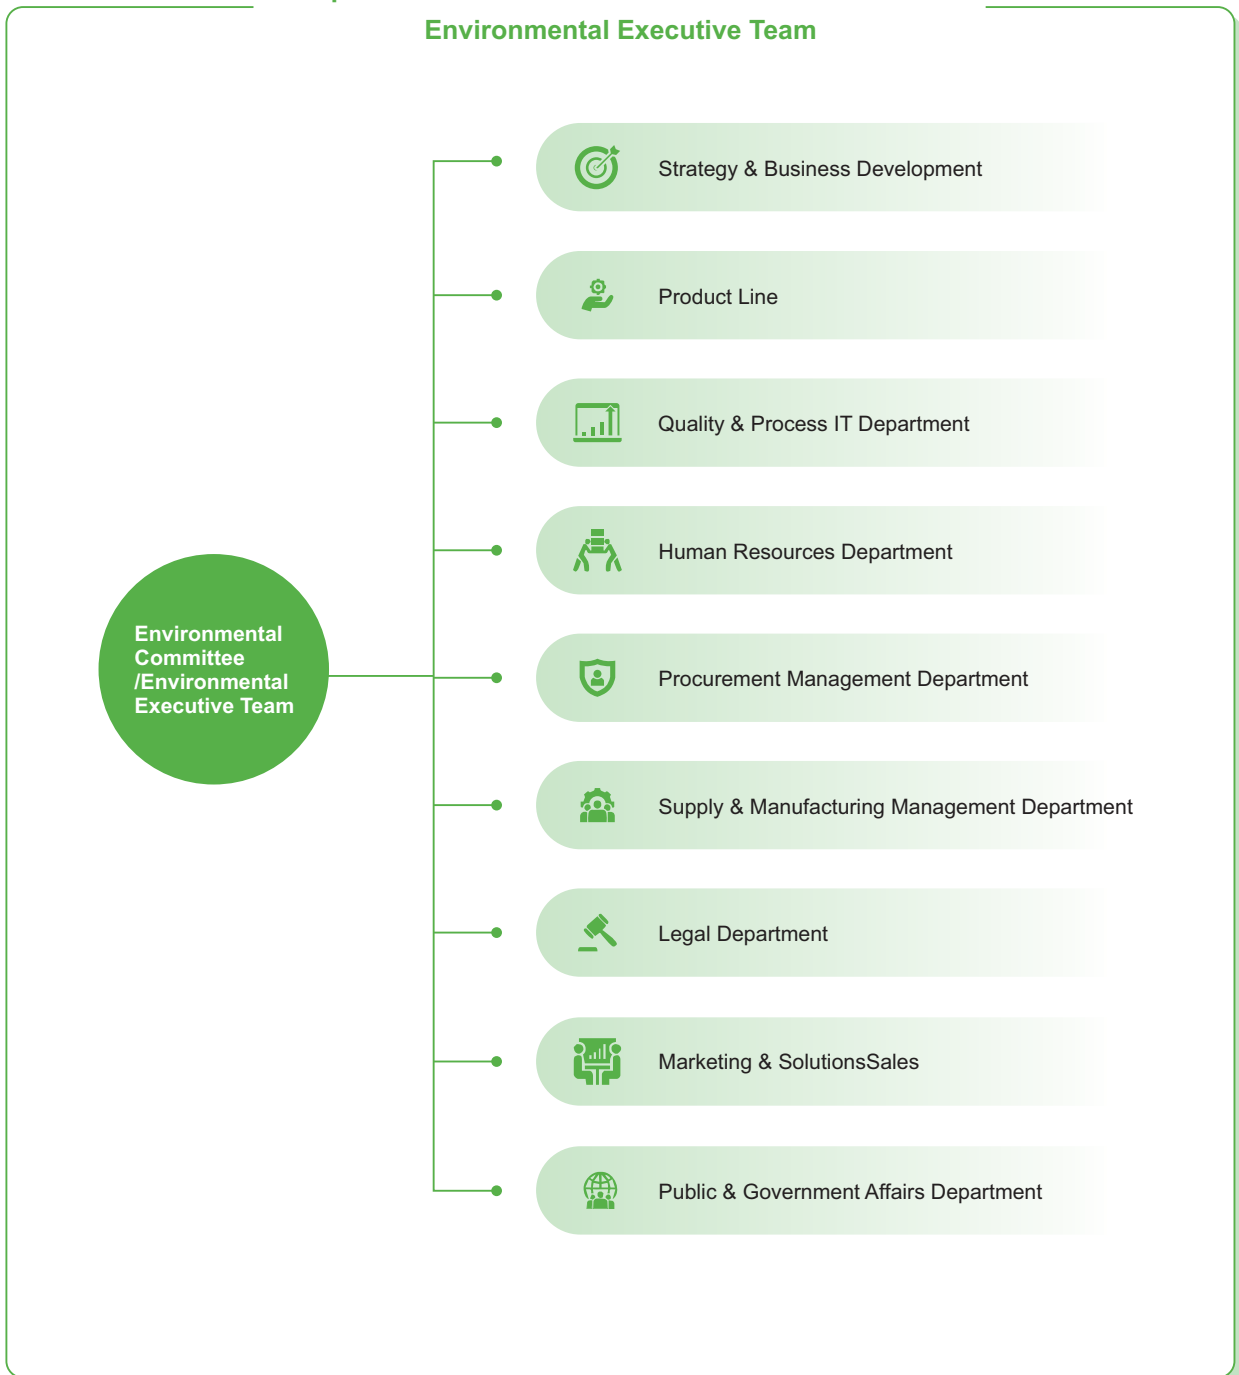 Environmental Executive Team
Strategy & Business Development
Product Line
Quality & Process IT Department
Human Resources Department
Environmental
Committee
/Environmental
Executive Team
Procurement Management Department
Supply & Manufacturing Management Department
Legal Department
Marketing & SolutionsSales
Public & Government Affairs Department